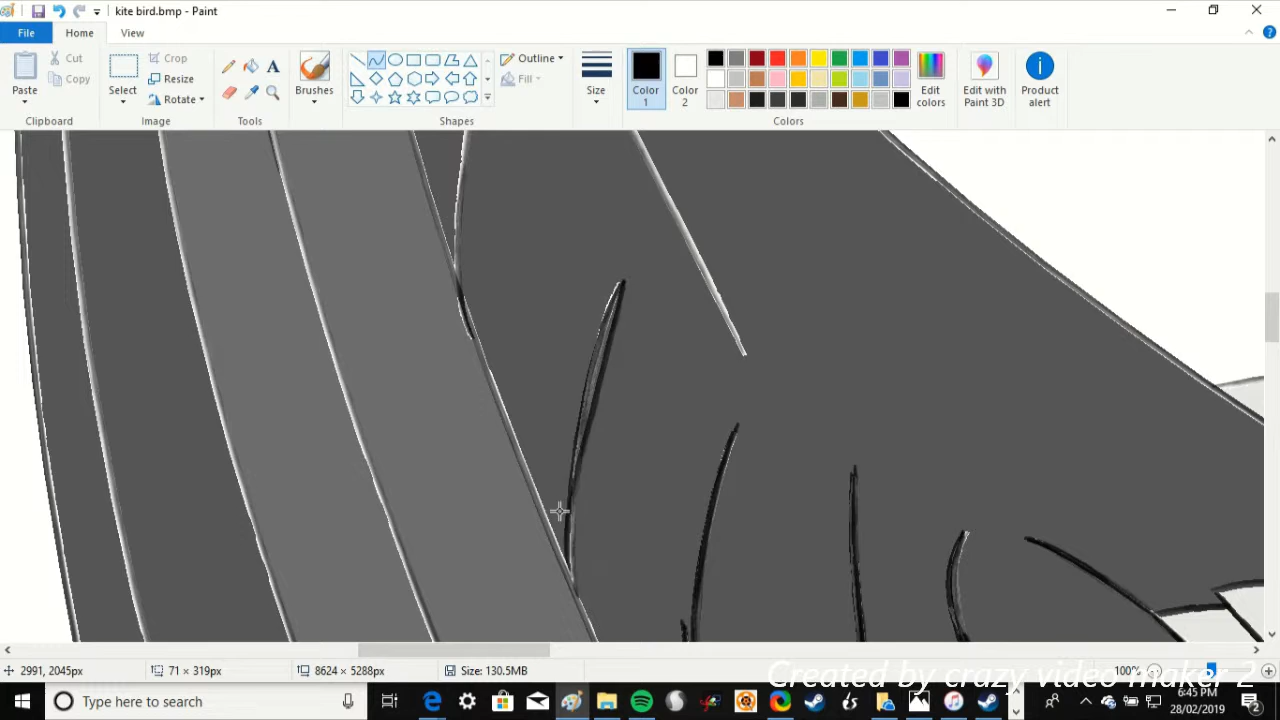 kite bird.bmp - Paint
File
Home
View
Paste
Cut
Copy
Clipboard
Select
Crop
Resize
Rotate
Image
A
Tools
Brushes
Outline
Fill
Shapes
Size
Color 1
Color 2
Colors
Edit colors
Edit with Paint 3D
Product alert
2991, 2045px
71 × 319px
8624 × 5288px
Size: 130.5MB
100%
Created by crazy video maker 2
Type here to search
6:45 PM
28/02/2019
2